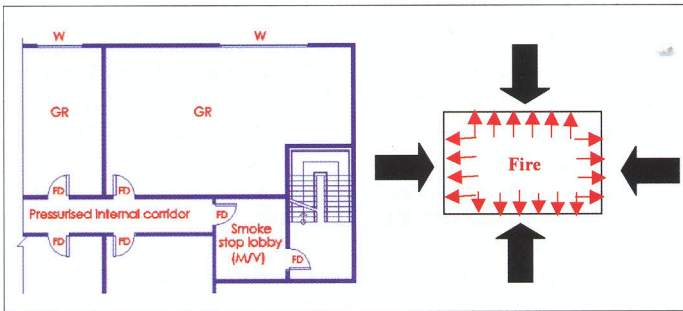 W
W
GR
GR
Fire
FD
FD
Pressurised internal corridor
FD
Smoke
stop lobby
(M/V)
FD
FD
FD